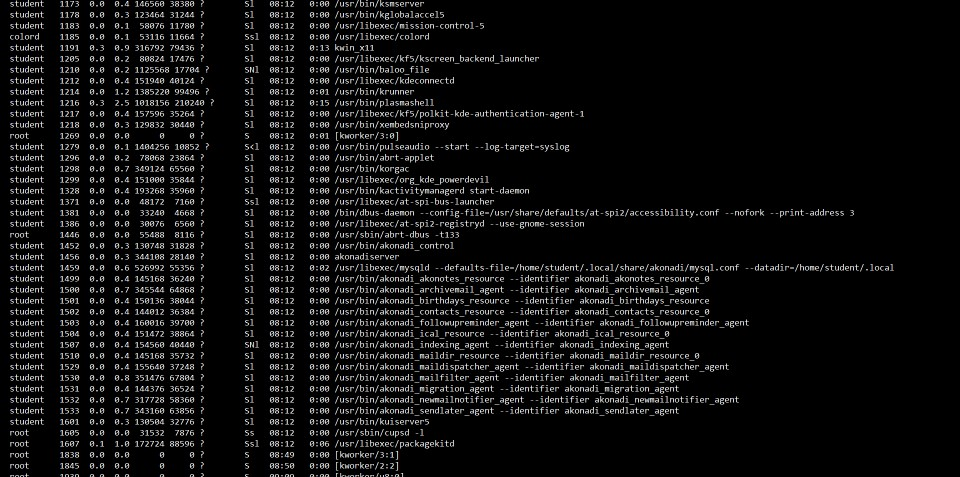 student 1173 0.0 0.4 146560 38380 ? Sl 08:12 0:00 /usr/bin/ksmserver
student 1178 0.0 0.3 123464 31244 ? Sl 08:12 0:00 /usr/bin/kglobalaccel5
student 1183 0.0 0.1 58076 11780 ? Sl 08:12 0:00 /usr/libexec/mission-control-5
colord 1185 0.0 0.1 53116 11664 ? Ssl 08:12 0:00 /usr/libexec/colord
student 1191 0.3 0.9 316792 79436 ? Sl 08:12 0:13 kwin_x11
student 1205 0.0 0.2 80824 17476 ? Sl 08:12 0:00 /usr/libexec/kf5/kscreen_backend_launcher
student 1210 0.0 0.2 1125568 17704 ? SNl 08:12 0:00 /usr/bin/baloo_file
student 1212 0.0 0.4 151940 40124 ? Sl 08:12 0:00 /usr/libexec/kdeconnectd
student 1214 0.0 1.2 1385220 99496 ? Sl 08:12 0:01 /usr/bin/krunner
student 1216 0.3 2.5 1018156 210240 ? Sl 08:12 0:15 /usr/bin/plasmashell
student 1217 0.0 0.4 157596 35264 ? Sl 08:12 0:00 /usr/libexec/kf5/polkit-kde-authentication-agent-1
student 1218 0.0 0.3 129832 30440 ? Sl 08:12 0:00 /usr/bin/xembedsniproxy
root 1269 0.0 0.0 0 0 ? S 08:12 0:01 [kworker/3:0]
student 1279 0.0 0.1 1404256 10852 ? S<l 08:12 0:00 /usr/bin/pulseaudio --start --log-target=syslog
student 1296 0.0 0.2 78068 23864 ? Sl 08:12 0:00 /usr/bin/abrt-applet
student 1298 0.0 0.7 349124 65560 ? Sl 08:12 0:00 /usr/bin/korgac
student 1299 0.0 0.4 151000 35844 ? Sl 08:12 0:00 /usr/libexec/org_kde_powerdevil
student 1328 0.0 0.4 193268 35960 ? Sl 08:12 0:00 /usr/bin/kactivitymanagerd start-daemon
student 1371 0.0 0.0 48172 7160 ? Ssl 08:12 0:00 /usr/libexec/at-spi-bus-launcher
student 1381 0.0 0.0 33240 4668 ? Sl 08:12 0:00 /bin/dbus-daemon --config-file=/usr/share/defaults/at-spi2/accessibility.conf --nofork --print-address 3
student 1386 0.0 0.0 30076 6560 ? Sl 08:12 0:00 /usr/libexec/at-spi2-registryd --use-gnome-session
root 1446 0.0 0.0 55488 8116 ? Ssl 08:12 0:00 /usr/sbin/abrt-dbus -t133
student 1452 0.0 0.3 130748 31828 ? Sl 08:12 0:00 /usr/bin/akonadi_control
student 1456 0.0 0.3 344108 28140 ? Sl 08:12 0:00 akonadiserver
student 1459 0.0 0.6 526992 55356 ? Sl 08:12 0:02 /usr/libexec/mysqld --defaults-file=/home/student/.local/share/akonadi/mysql.conf --datadir=/home/student/.local
student 1499 0.0 0.4 145168 36240 ? Sl 08:12 0:00 /usr/bin/akonadi_akonotes_resource --identifier akonadi_akonotes_resource_0
student 1500 0.0 0.7 345544 64868 ? Sl 08:12 0:00 /usr/bin/akonadi_archivemail_agent --identifier akonadi_archivemail_agent
student 1501 0.0 0.4 150136 38044 ? Sl 08:12 0:00 /usr/bin/akonadi_birthdays_resource --identifier akonadi_birthdays_resource
student 1502 0.0 0.4 144012 36384 ? Sl 08:12 0:00 /usr/bin/akonadi_contacts_resource --identifier akonadi_contacts_resource_0
student 1503 0.0 0.4 160016 39700 ? Sl 08:12 0:00 /usr/bin/akonadi_followupreminder_agent --identifier akonadi_followupreminder_agent
student 1504 0.0 0.4 151472 38864 ? Sl 08:12 0:00 /usr/bin/akonadi_ical_resource --identifier akonadi_ical_resource_0
student 1507 0.0 0.4 154560 40440 ? SNl 08:12 0:00 /usr/bin/akonadi_indexing_agent --identifier akonadi_indexing_agent
student 1510 0.0 0.4 145168 35732 ? Sl 08:12 0:00 /usr/bin/akonadi_maildir_resource --identifier akonadi_maildir_resource_0
student 1529 0.0 0.4 155640 37248 ? Sl 08:12 0:00 /usr/bin/akonadi_maildispatcher_agent --identifier akonadi_maildispatcher_agent
student 1530 0.0 0.8 351476 67804 ? Sl 08:12 0:00 /usr/bin/akonadi_mailfilter_agent --identifier akonadi_mailfilter_agent
student 1531 0.0 0.4 144376 36524 ? Sl 08:12 0:00 /usr/bin/akonadi_migration_agent --identifier akonadi_migration_agent
student 1532 0.0 0.7 317728 58360 ? Sl 08:12 0:00 /usr/bin/akonadi_newmailnotifier_agent --identifier akonadi_newmailnotifier_agent
student 1533 0.0 0.7 343160 63856 ? Sl 08:12 0:00 /usr/bin/akonadi_sendlater_agent --identifier akonadi_sendlater_agent
student 1601 0.0 0.3 130504 32776 ? Sl 08:12 0:00 /usr/bin/kuiserver5
root 1605 0.0 0.0 31532 7876 ? Ss 08:12 0:00 /usr/sbin/cupsd -l
root 1607 0.1 1.0 172724 88596 ? Ssl 08:12 0:06 /usr/libexec/packagekitd
root 1838 0.0 0.0 0 0 ? S 08:49 0:00 [kworker/3:1]
root 1845 0.0 0.0 0 0 ? S 08:50 0:00 [kworker/2:2]